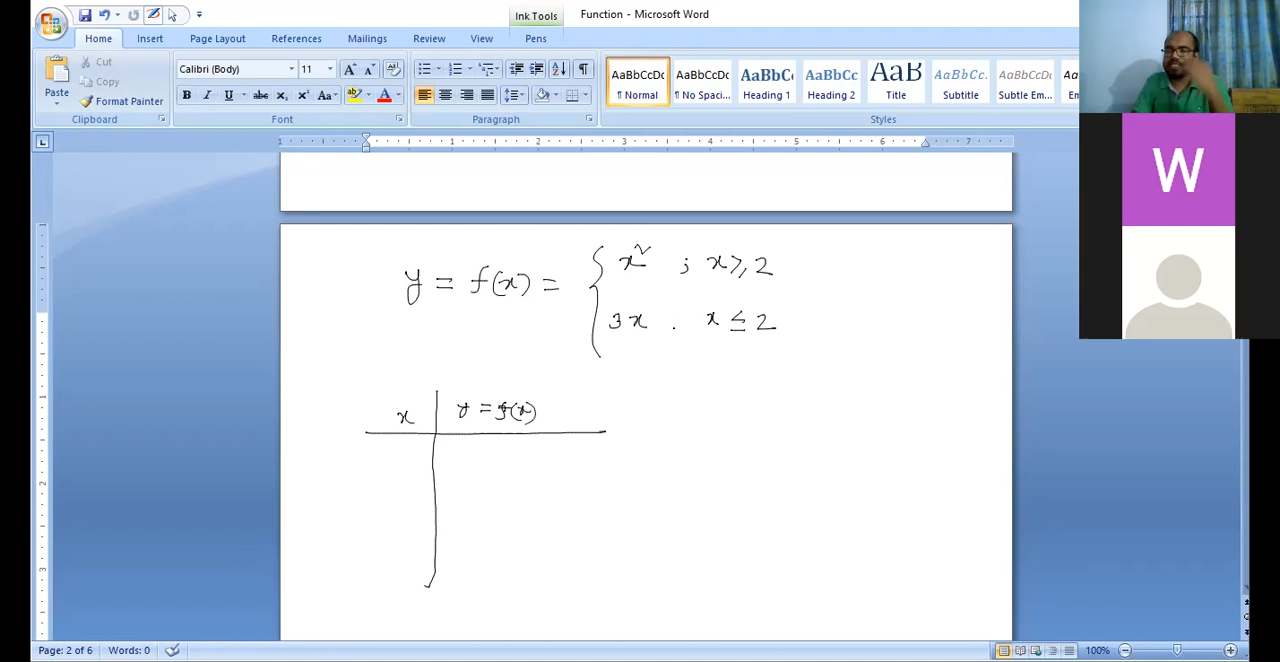 Ink Tools
Function - Microsoft Word
Home Insert Page Layout References Mailings Review View Pens
Paste
Cut
Copy
Format Painter
Clipboard
Calibri (Body) 11
Font
Paragraph
AaBbCcDc AaBbCcDc AaBbCc AaBbCc AaB AaBbCc. AaBbCcDc AaB
¶ Normal ¶ No Spaci... Heading 1 Heading 2 Title Subtitle Subtle Em... Em
Styles
W
y = f(x) = { x² ; x ≥ 2
3x . x ≤ 2
x y = f(x)
Page: 2 of 6 Words: 0 100%